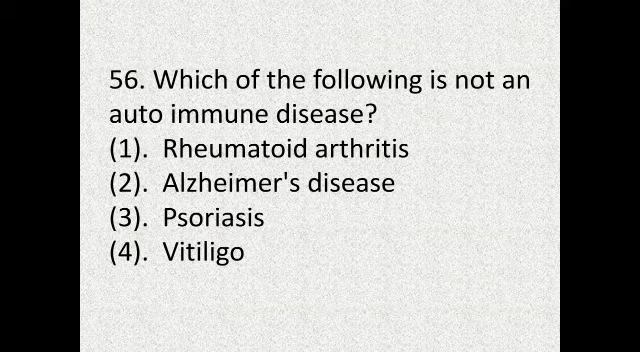 56. Which of the following is not an
auto immune disease?
(1).  Rheumatoid arthritis
(2).  Alzheimer's disease
(3).  Psoriasis
(4).  Vitiligo